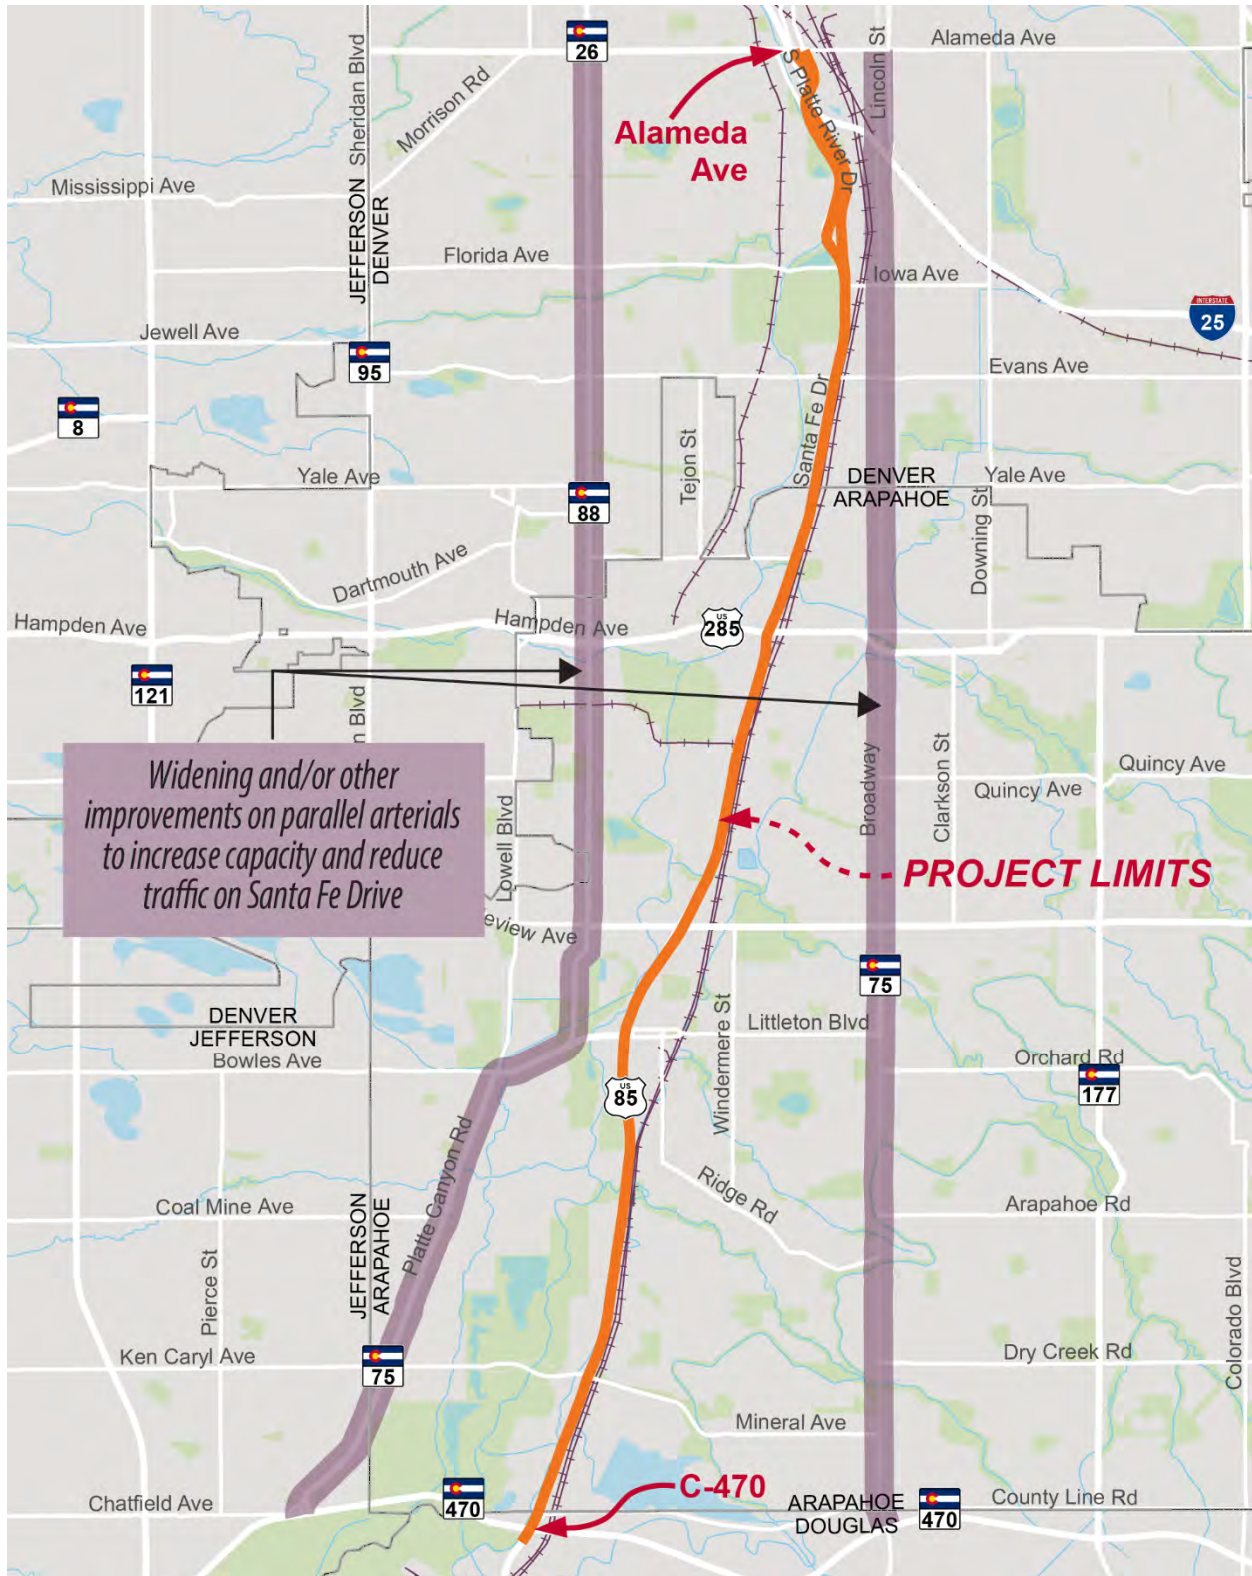 26
Alameda Ave
Lincoln St
Sheridan Blvd
Morrison Rd
S Platte River Dr
Alameda
Ave
Mississippi Ave
JEFFERSON
DENVER
Florida Ave
Iowa Ave
INTERSTATE
25
Jewell Ave
95
Evans Ave
8
Santa Fe Dr
Tejon St
Yale Ave
DENVER
ARAPAHOE
Yale Ave
88
Downing St
Dartmouth Ave
Hampden Ave
Hampden Ave
US
285
121
n Blvd
Widening and/or other
improvements on parallel arterials
to increase capacity and reduce
traffic on Santa Fe Drive
Lowell Blvd
Broadway
Clarkson St
Quincy Ave
Quincy Ave
PROJECT LIMITS
eview Ave
75
DENVER
JEFFERSON
Windermere St
Littleton Blvd
Bowles Ave
Orchard Rd
US
85
177
Platte Canyon Rd
Ridge Rd
Coal Mine Ave
JEFFERSON
ARAPAHOE
Arapahoe Rd
Pierce St
Colorado Blvd
Ken Caryl Ave
75
Dry Creek Rd
Mineral Ave
C-470
Chatfield Ave
470
ARAPAHOE
DOUGLAS
470
County Line Rd